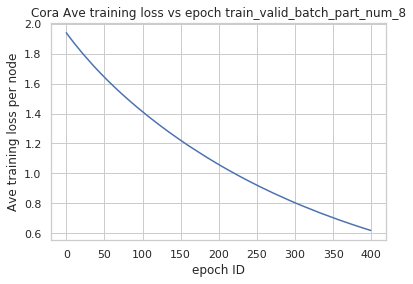 Cora Ave training loss vs epoch train_valid_batch_part_num_8
2.0
1.8
1.6
1.4
1.2
1.0
0.8
0.6
Ave training loss per node
0 50 100 150 200 250 300 350 400
epoch ID